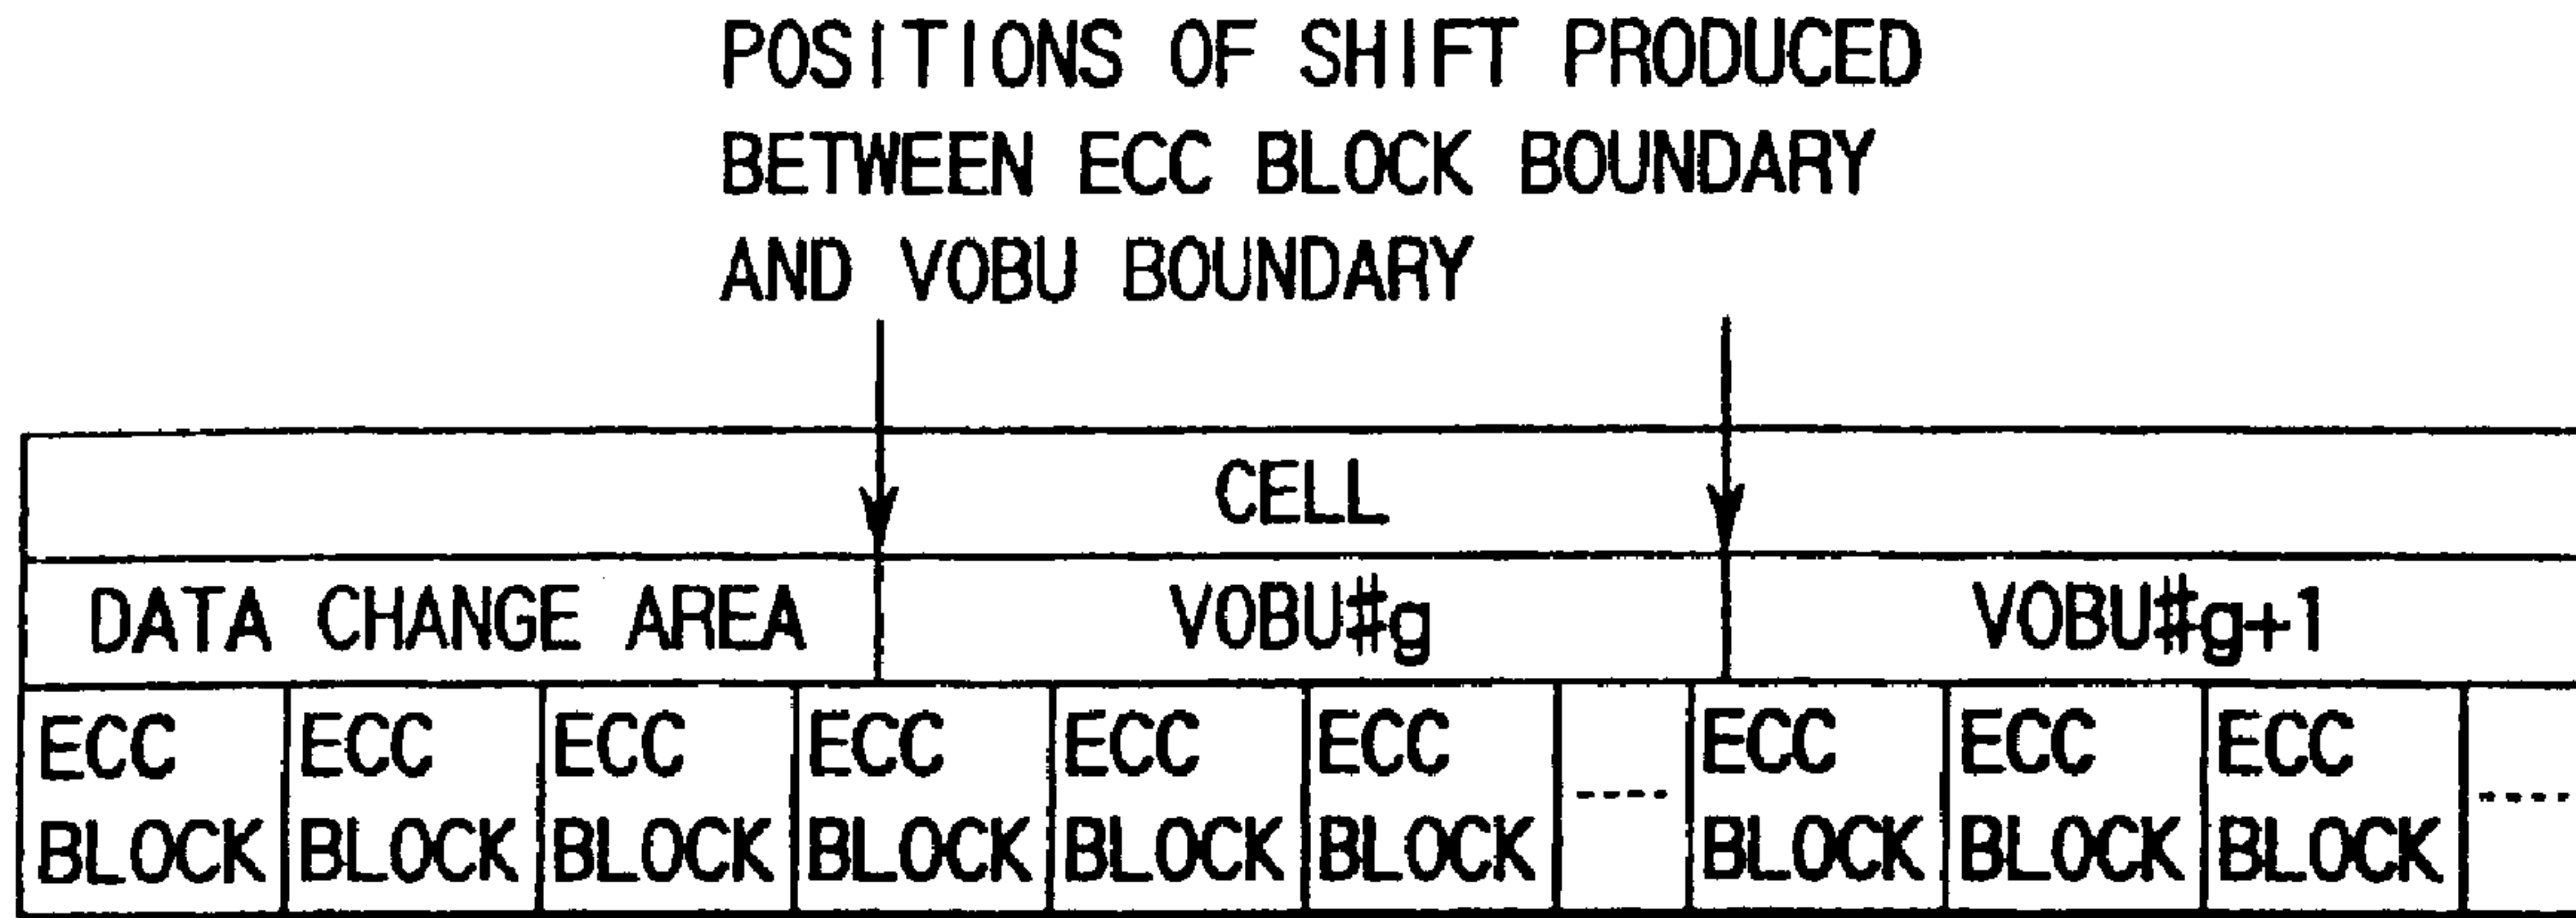 POSITIONS OF SHIFT PRODUCED
BETWEEN ECC BLOCK BOUNDARY
AND VOBU BOUNDARY
CELL
DATA CHANGE AREA VOBU#g VOBU#g+1
ECC ECC ECC ECC ECC ECC ---- ECC ECC ECC ----
BLOCK BLOCK BLOCK BLOCK BLOCK BLOCK BLOCK BLOCK BLOCK